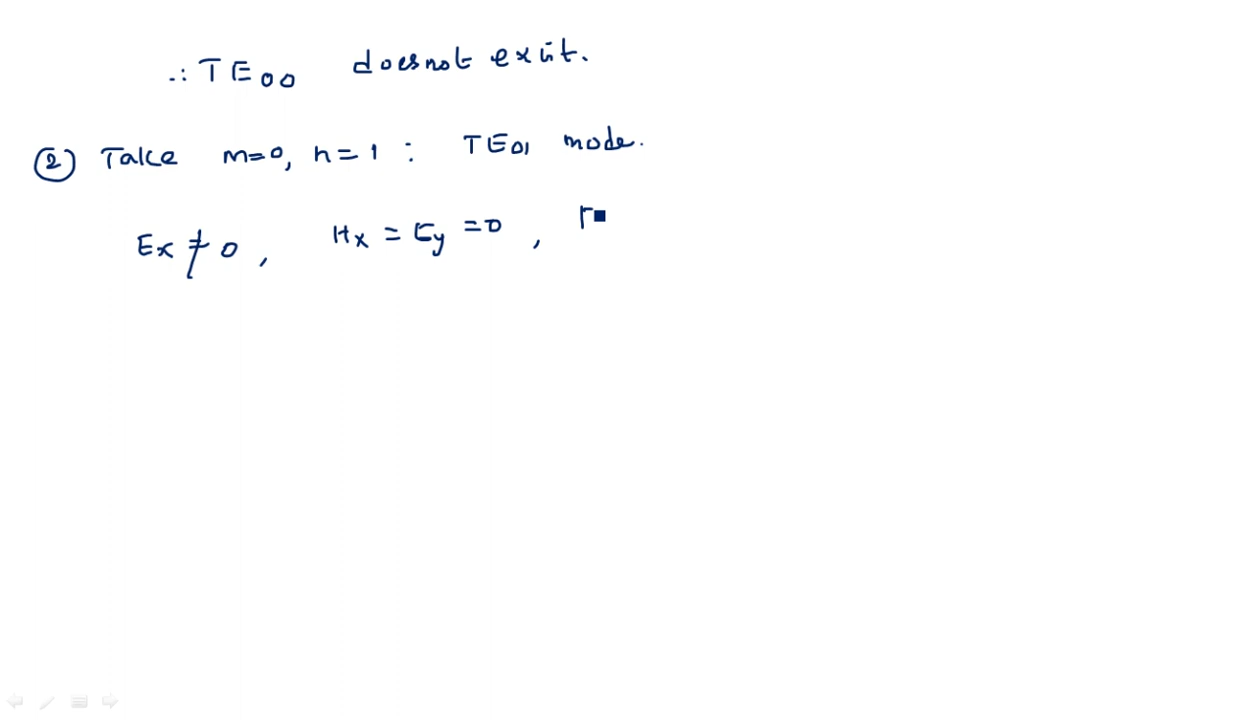 ∴ TE00 doesnot exist.
② Take m=0, n=1 : TE01 mode.
Ex ≠ 0, Hx = Ey = 0,